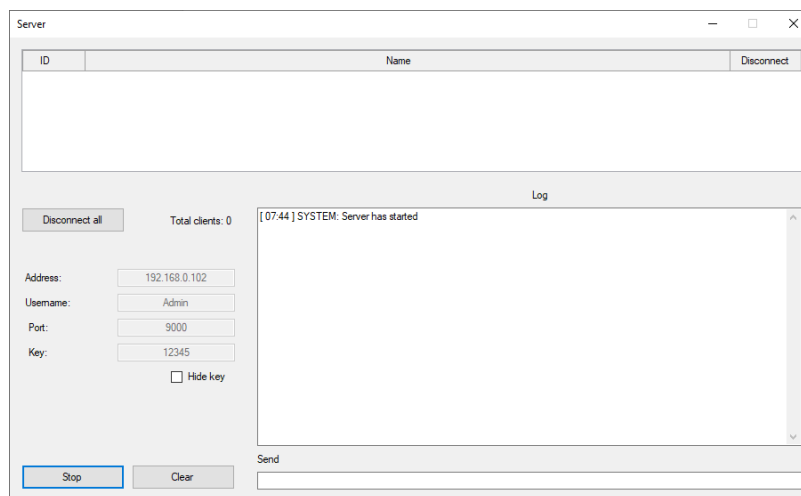 Server
ID Name Disconnect
Log
Disconnect all Total clients: 0
[ 07:44 ] SYSTEM: Server has started
Address: 192.168.0.102
Username: Admin
Port: 9000
Key: 12345
Hide key
Send
Stop Clear